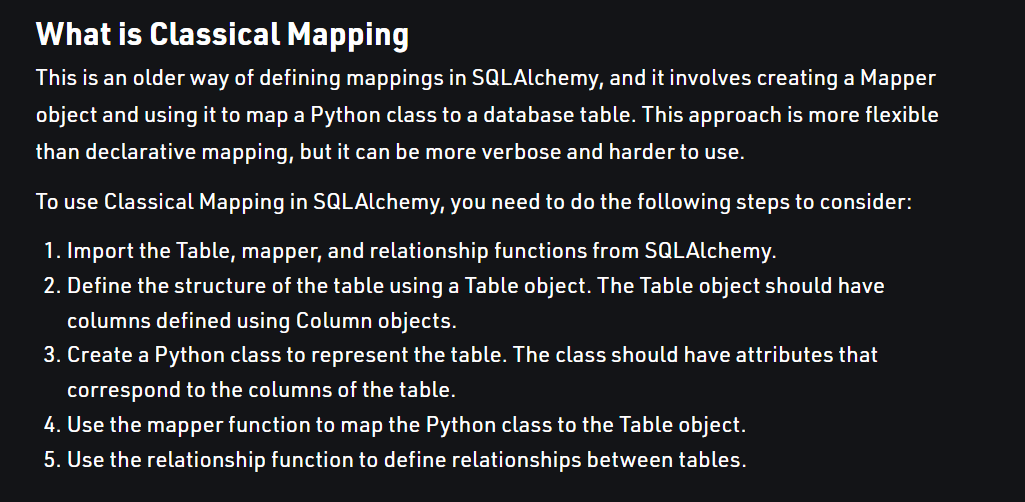 What is Classical Mapping
This is an older way of defining mappings in SQLAlchemy, and it involves creating a Mapper
object and using it to map a Python class to a database table. This approach is more flexible
than declarative mapping, but it can be more verbose and harder to use.
To use Classical Mapping in SQLAlchemy, you need to do the following steps to consider:
1. Import the Table, mapper, and relationship functions from SQLAlchemy.
2. Define the structure of the table using a Table object. The Table object should have
columns defined using Column objects.
3. Create a Python class to represent the table. The class should have attributes that
correspond to the columns of the table.
4. Use the mapper function to map the Python class to the Table object.
5. Use the relationship function to define relationships between tables.